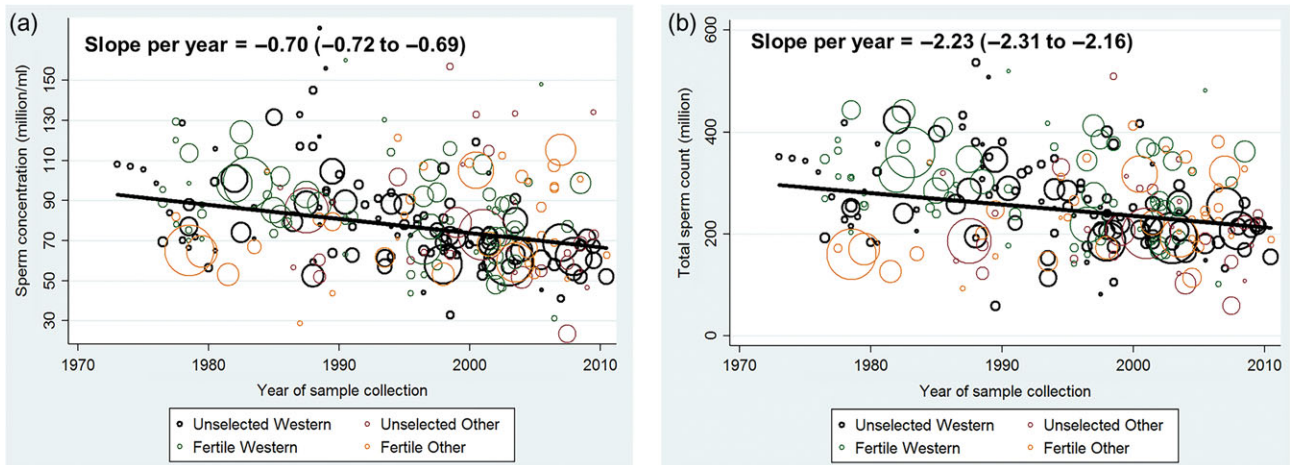 (a)
Slope per year = −0.70 (−0.72 to −0.69)
Sperm concentration (million/ml)
150
130
110
90
70
50
30
1970
1980
1990
2000
2010
Year of sample collection
Unselected Western
Unselected Other
Fertile Western
Fertile Other
(b)
Slope per year = −2.23 (−2.31 to −2.16)
Total sperm count (million)
600
400
200
0
1970
1980
1990
2000
2010
Year of sample collection
Unselected Western
Unselected Other
Fertile Western
Fertile Other